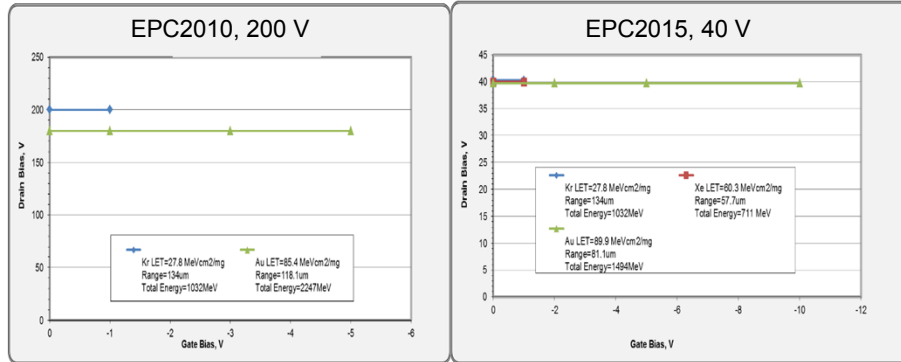 EPC2010, 200 V
250
200
150
100
50
0
Drain Bias, V
0 -1 -2 -3 -4 -5 -6
Gate Bias, V
Kr LET=27.8 MeVcm2/mg
Range=134um
Total Energy=1032MeV
Au LET=85.4 MeVcm2/mg
Range=118.1um
Total Energy=2247MeV
EPC2015, 40 V
45
40
35
30
25
20
15
10
5
0
Drain Bias, V
0 -2 -4 -6 -8 -10 -12
Gate Bias, V
Kr LET=27.8 MeVcm2/mg
Range=134um
Total Energy=1032MeV
Xe LET=60.3 MeVcm2/mg
Range=57.7um
Total Energy=711 MeV
Au LET=89.9 MeVcm2/mg
Range=81.1um
Total Energy=1494MeV